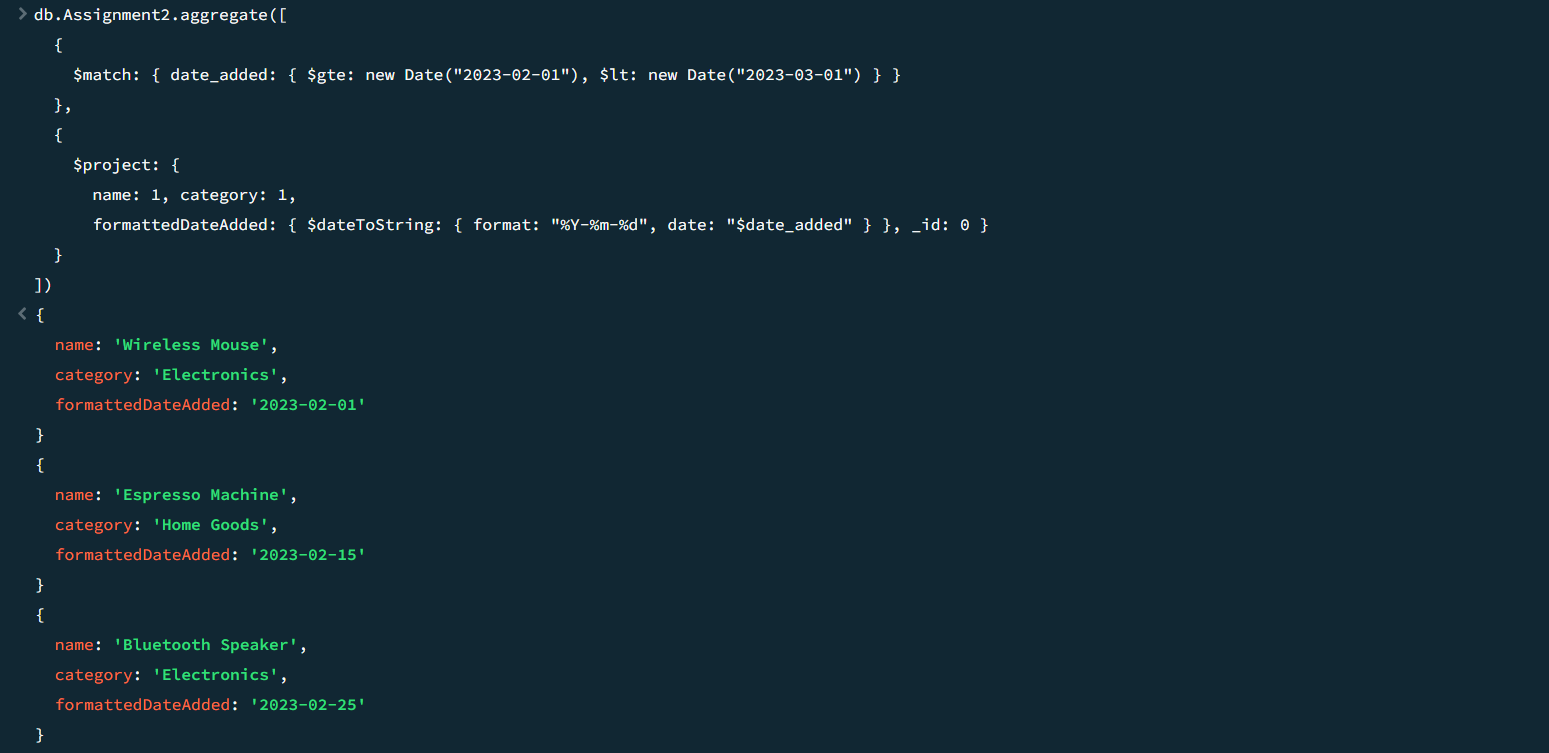 > db.Assignment2.aggregate([
{
$match: { date_added: { $gte: new Date("2023-02-01"), $lt: new Date("2023-03-01") } }
},
{
$project: {
name: 1, category: 1,
formattedDateAdded: { $dateToString: { format: "%Y-%m-%d", date: "$date_added" } }, _id: 0 }
}
])
< {
name: 'Wireless Mouse',
category: 'Electronics',
formattedDateAdded: '2023-02-01'
}
{
name: 'Espresso Machine',
category: 'Home Goods',
formattedDateAdded: '2023-02-15'
}
{
name: 'Bluetooth Speaker',
category: 'Electronics',
formattedDateAdded: '2023-02-25'
}